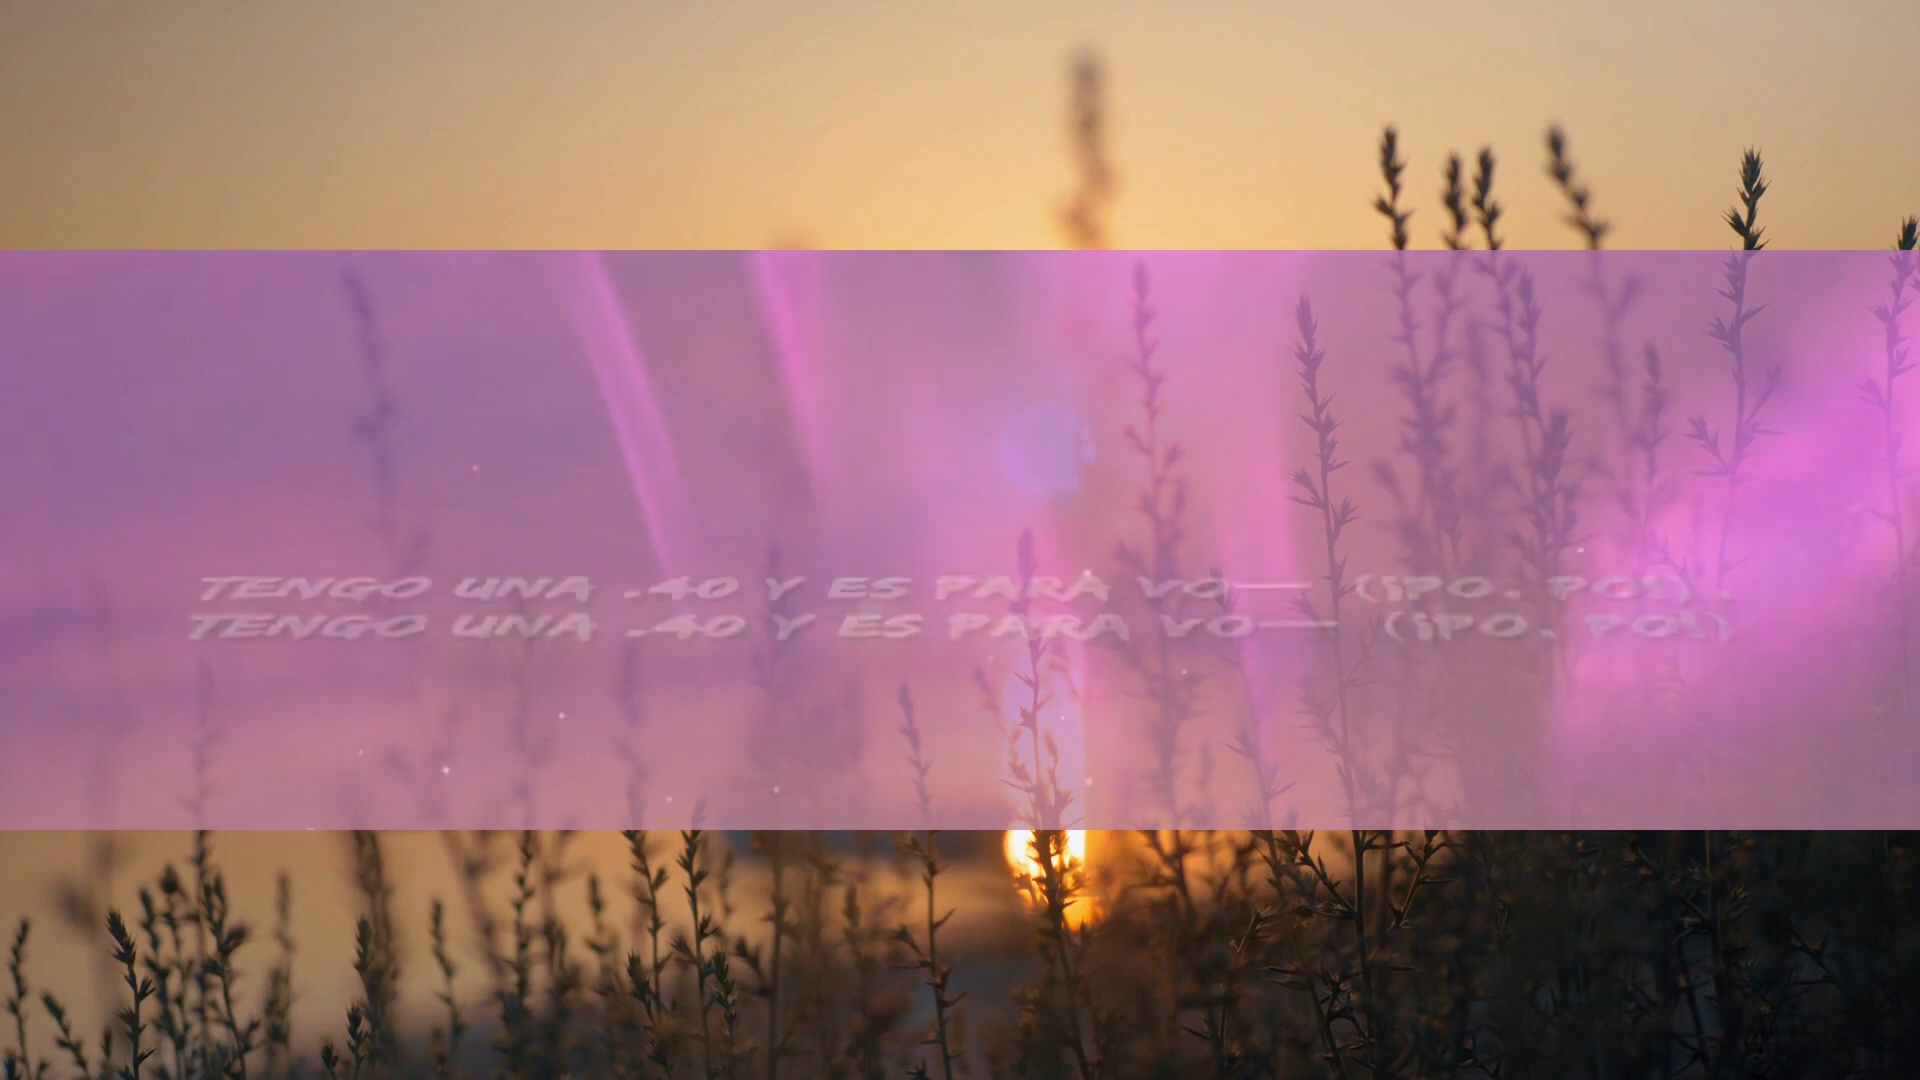 TENGO UNA .40 Y ES PARA VO— (¡PO, PO!),
TENGO UNA .40 Y ES PARA VO— (¡PO, PO!)